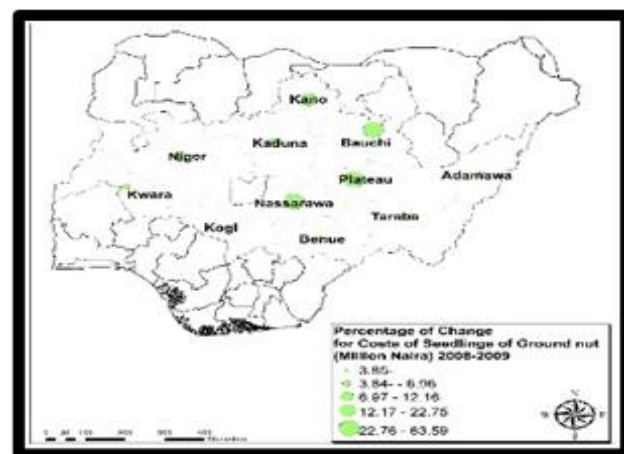 Kano
Kaduna
Bauchi
Niger
Plateau
Adamawa
Kwara
Nassarawa
Taraba
Kogi
Benue
Percentage of Change
for Costs of Seedlings of Ground nut
(Million Naira) 2008-2009
3.85-
3.84- - 6.96
6.97 - 12.16
12.17 - 22.75
22.76 - 63.59
N